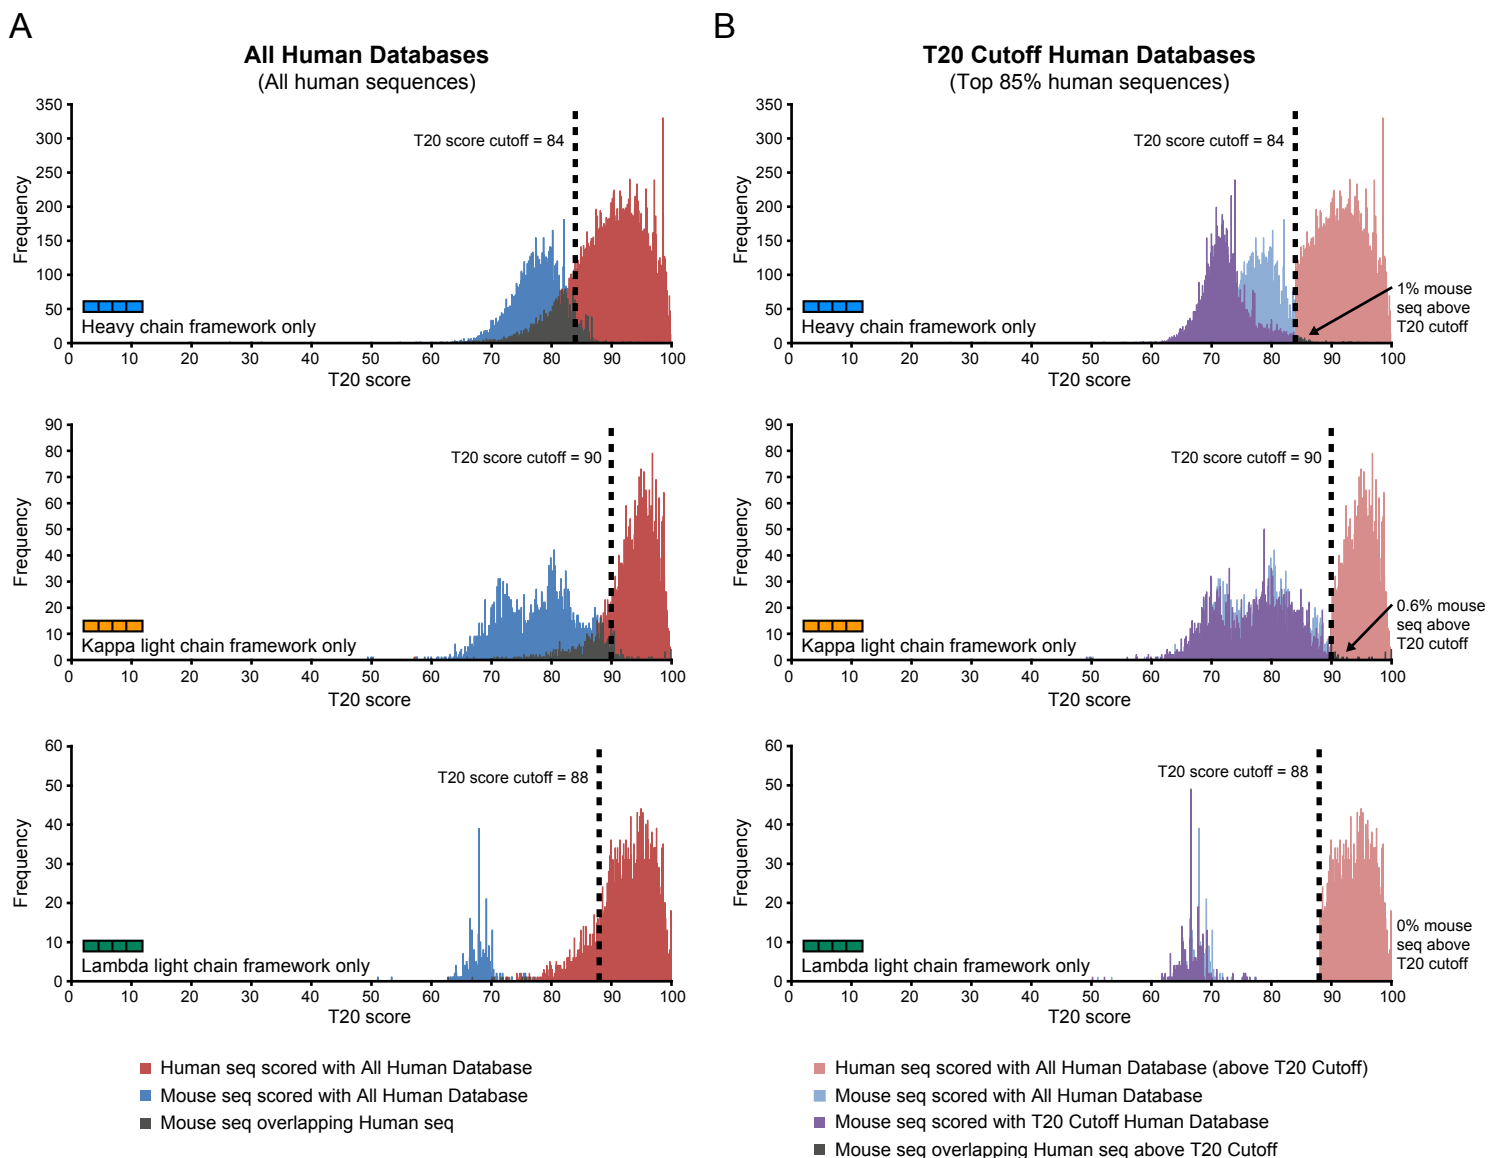 A
All Human Databases
(All human sequences)
350
300
250
200
150
100
50
0
Frequency
T20 score cutoff = 84
Heavy chain framework only
0 10 20 30 40 50 60 70 80 90 100
T20 score
90
80
70
60
50
40
30
20
10
0
Frequency
T20 score cutoff = 90
Kappa light chain framework only
0 10 20 30 40 50 60 70 80 90 100
T20 score
60
50
40
30
20
10
0
Frequency
T20 score cutoff = 88
Lambda light chain framework only
0 10 20 30 40 50 60 70 80 90 100
T20 score
Human seq scored with All Human Database
Mouse seq scored with All Human Database
Mouse seq overlapping Human seq
B
T20 Cutoff Human Databases
(Top 85% human sequences)
350
300
250
200
150
100
50
0
Frequency
T20 score cutoff = 84
1% mouse
seq above
T20 cutoff
Heavy chain framework only
0 10 20 30 40 50 60 70 80 90 100
T20 score
90
80
70
60
50
40
30
20
10
0
Frequency
T20 score cutoff = 90
0.6% mouse
seq above
T20 cutoff
Kappa light chain framework only
0 10 20 30 40 50 60 70 80 90 100
T20 score
60
50
40
30
20
10
0
Frequency
T20 score cutoff = 88
0% mouse
seq above
T20 cutoff
Lambda light chain framework only
0 10 20 30 40 50 60 70 80 90 100
T20 score
Human seq scored with All Human Database (above T20 Cutoff)
Mouse seq scored with All Human Database
Mouse seq scored with T20 Cutoff Human Database
Mouse seq overlapping Human seq above T20 Cutoff